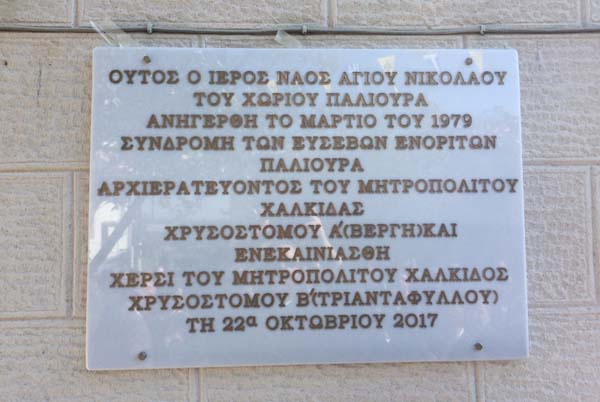 ΟΥΤΟΣ Ο ΙΕΡΟΣ ΝΑΟΣ ΑΓΙΟΥ ΝΙΚΟΛΑΟΥ
ΤΟΥ ΧΩΡΙΟΥ ΠΑΛΙΟΥΡΑ
ΑΝΗΓΕΡΘΗ ΤΟ ΜΑΡΤΙΟ ΤΟΥ 1979
ΣΥΝΔΡΟΜΗ ΤΩΝ ΕΥΣΕΒΩΝ ΕΝΟΡΙΤΩΝ
ΠΑΛΙΟΥΡΑ
ΑΡΧΙΕΡΑΤΕΥΟΝΤΟΣ ΤΟΥ ΜΗΤΡΟΠΟΛΙΤΟΥ
ΧΑΛΚΙΔΑΣ
ΧΡΥΣΟΣΤΟΜΟΥ Α΄(ΒΕΡΓΗ)ΚΑΙ
ΕΝΕΚΑΙΝΙΑΣΘΗ
ΧΕΡΣΙ ΤΟΥ ΜΗΤΡΟΠΟΛΙΤΟΥ ΧΑΛΚΙΔΟΣ
ΧΡΥΣΟΣΤΟΜΟΥ Β΄(ΤΡΙΑΝΤΑΦΥΛΛΟΥ)
ΤΗ 22α ΟΚΤΩΒΡΙΟΥ 2017